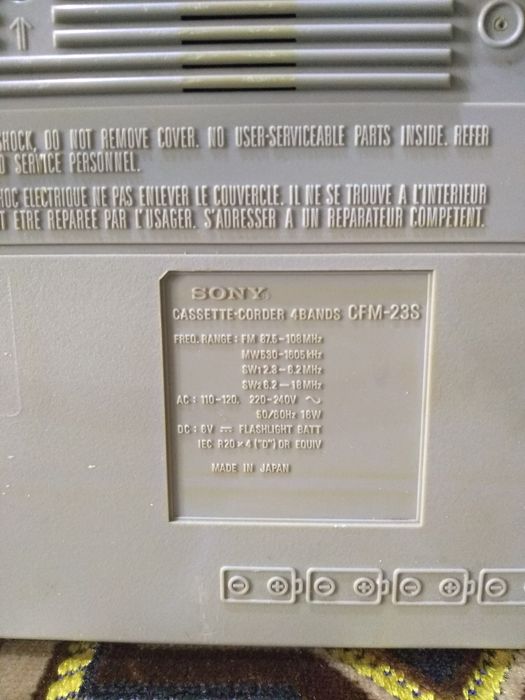 SHOCK, DO NOT REMOVE COVER. NO USER-SERVICEABLE PARTS INSIDE. REFER
SERVICE PERSONNEL.
ELECTRIQUE NE PAS ENLEVER LE COUVERCLE. IL NE SE TROUVE A L'INTERIEUR
ETRE REPAREE PAR L'USAGER. S'ADRESSER A UN REPARATEUR COMPETENT.
SONY
CASSETTE-CORDER 4BANDS CFM-23S
FREQ. RANGE: FM 87.5-108MHz
MW530-1605kHz
SW1 2.3-6.2MHz
SW2 6.2-18MHz
AC: 110-120, 220-240V ~
50/60Hz 16W
DC: 6V ⎓ FLASHLIGHT BATT
IEC R20×4 ("D") OR EQUIV
MADE IN JAPAN